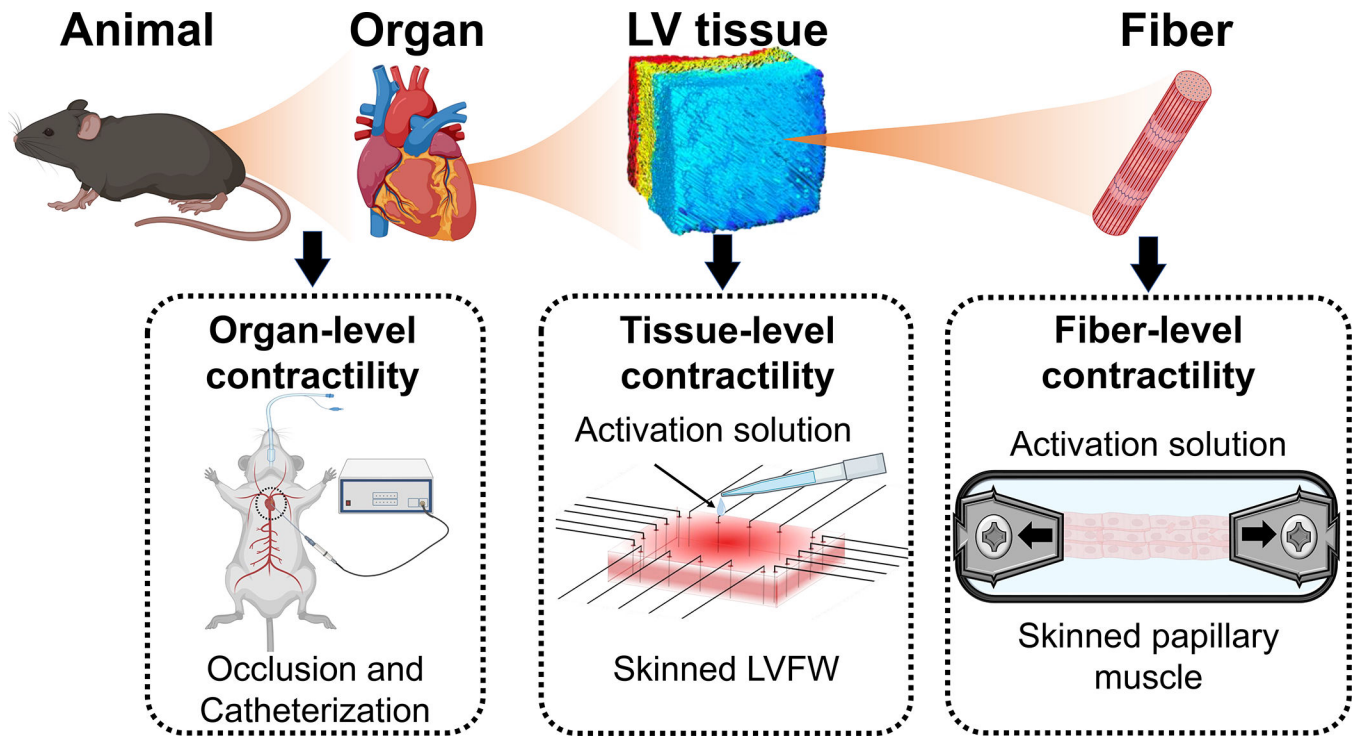 Animal
Organ
LV tissue
Fiber
Organ-level
contractility
Occlusion and
Catheterization
Tissue-level
contractility
Activation solution
Skinned LVFW
Fiber-level
contractility
Activation solution
Skinned papillary
muscle